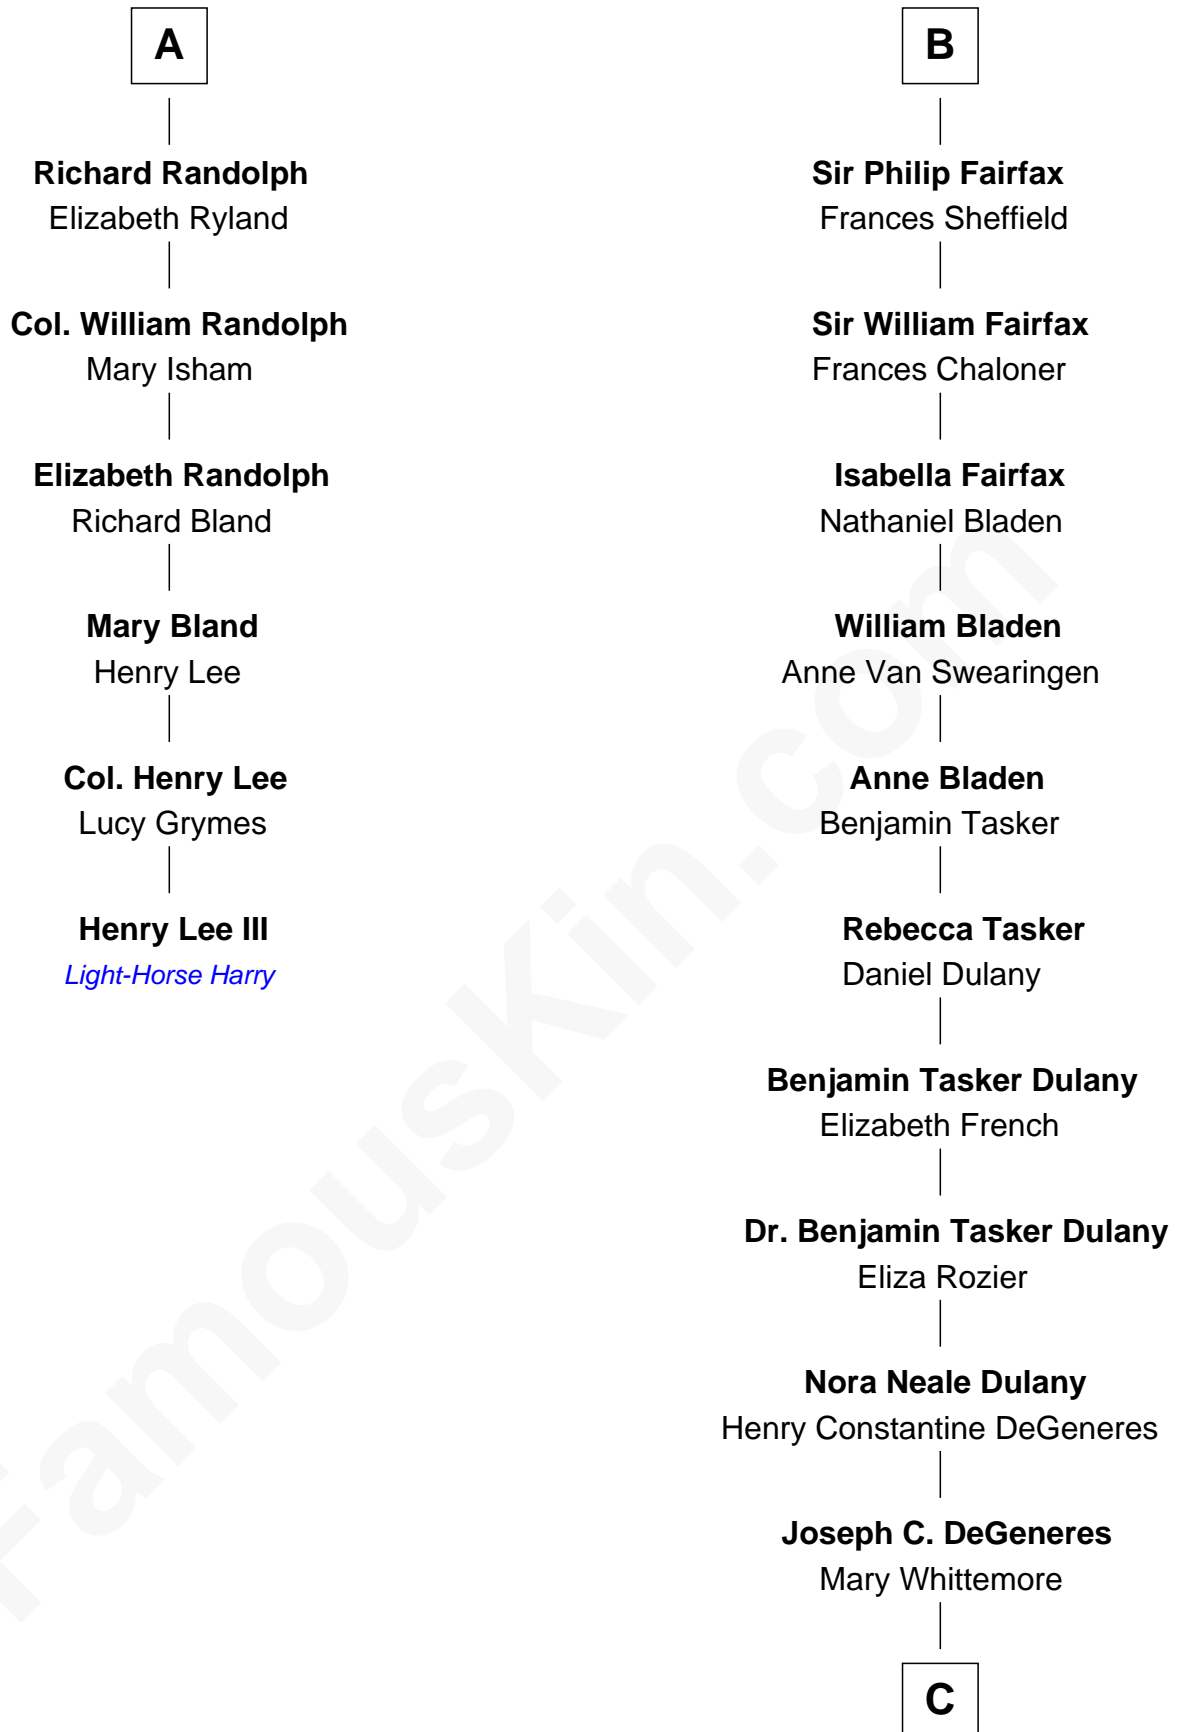 A
Richard Randolph
Elizabeth Ryland
Col. William Randolph
Mary Isham
Elizabeth Randolph
Richard Bland
Mary Bland
Henry Lee
Col. Henry Lee
Lucy Grymes
Henry Lee III
Light-Horse Harry
B
Sir Philip Fairfax
Frances Sheffield
Sir William Fairfax
Frances Chaloner
Isabella Fairfax
Nathaniel Bladen
William Bladen
Anne Van Swearingen
Anne Bladen
Benjamin Tasker
Rebecca Tasker
Daniel Dulany
Benjamin Tasker Dulany
Elizabeth French
Dr. Benjamin Tasker Dulany
Eliza Rozier
Nora Neale Dulany
Henry Constantine DeGeneres
Joseph C. DeGeneres
Mary Whittemore
C
FamousKin.com